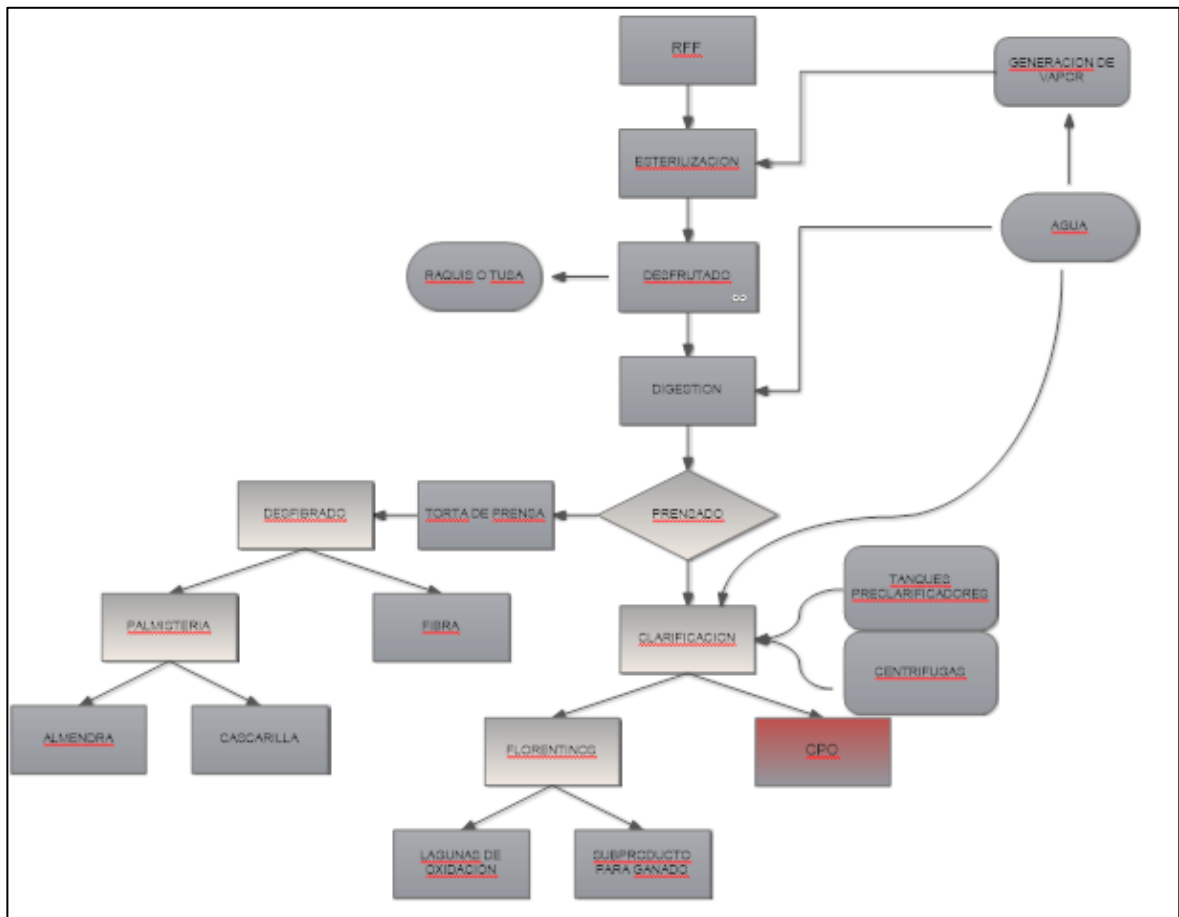 RFF
GENERACION DE
VAPOR
ESTERILIZACION
AGUA
RAQUIS O TUSA
DESFRUTADO
DIGESTION
DESFIBRADO
TORTA DE PRENSA
PRENSADO
TANQUES
PRECLARIFICADORES
PALMISTERIA
FIBRA
CLARIFICACION
CENTRIFUGAS
ALMENDRA
CASCARILLA
FLORENTINOS
CPO
LAGUNAS DE
OXIDACION
SUBPRODUCTO
PARA GANADO